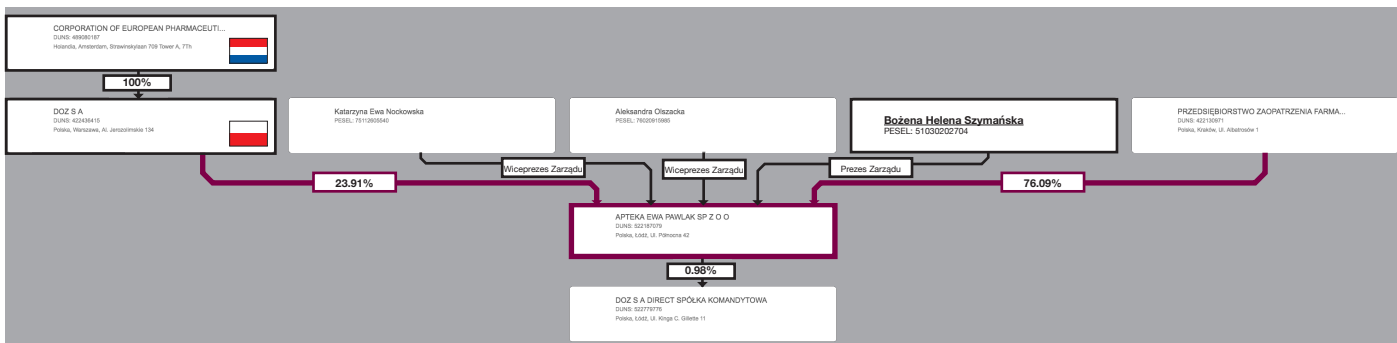 CORPORATION OF EUROPEAN PHARMACEUTI...
DUNS: 489080187
Holandia, Amsterdam, Strawinskylaan 709 Tower A, 7Th
100%
DOZ S A
DUNS: 422436415
Polska, Warszawa, Al. Jerozolimskie 134
Katarzyna Ewa Nockowska
PESEL: 75112605540
Aleksandra Olszacka
PESEL: 76020915985
Bożena Helena Szymańska
PESEL: 51030202704
PRZEDSIĘBIORSTWO ZAOPATRZENIA FARMA...
DUNS: 422130971
Polska, Kraków, Ul. Albatrosów 1
Wiceprezes Zarządu
Wiceprezes Zarządu
Prezes Zarządu
23.91%
76.09%
APTEKA EWA PAWLAK SP Z O O
DUNS: 522187079
Polska, Łódź, Ul. Północna 42
0.98%
DOZ S A DIRECT SPÓŁKA KOMANDYTOWA
DUNS: 522779776
Polska, Łódź, Ul. Kinga C. Gillette 11